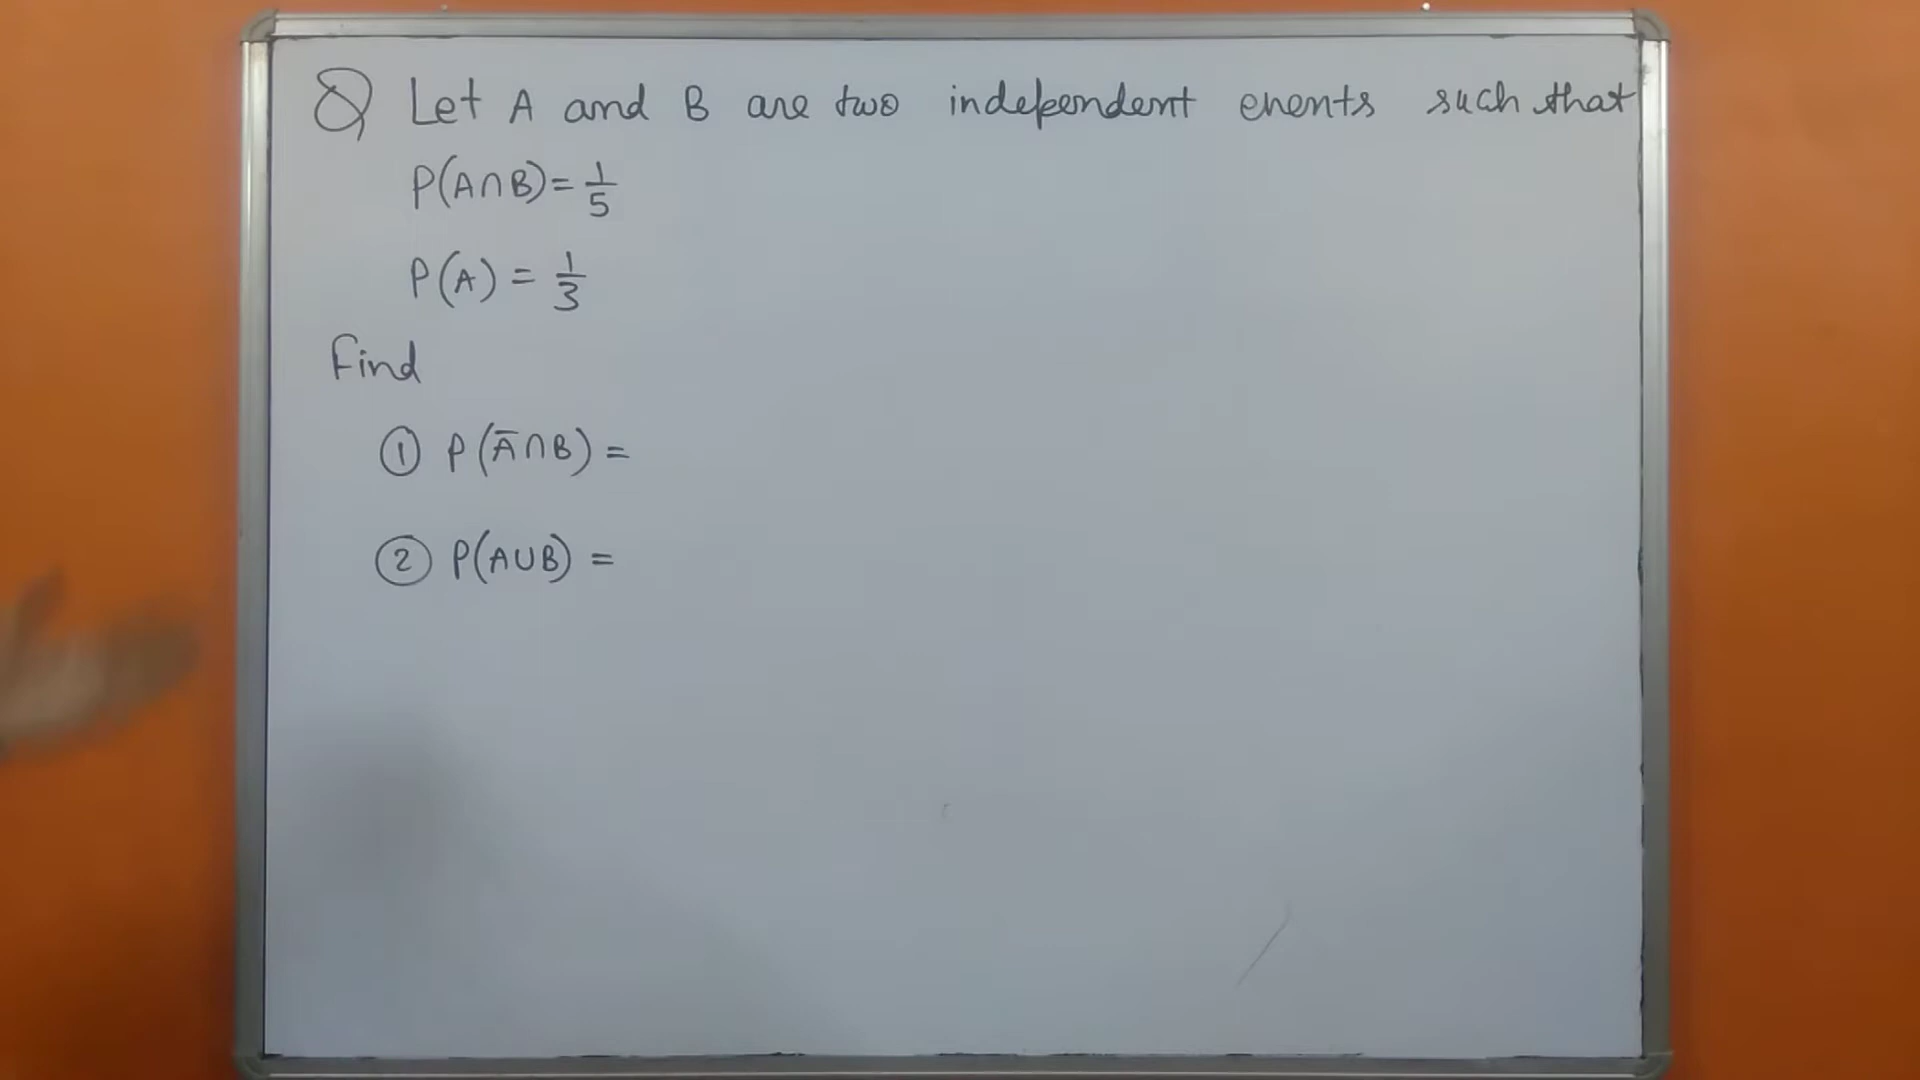 Q Let A and B are two independent events such that
P(A∩B) = 1/5
P(A) = 1/3
Find
① P(Ā∩B) =
② P(A∪B) =